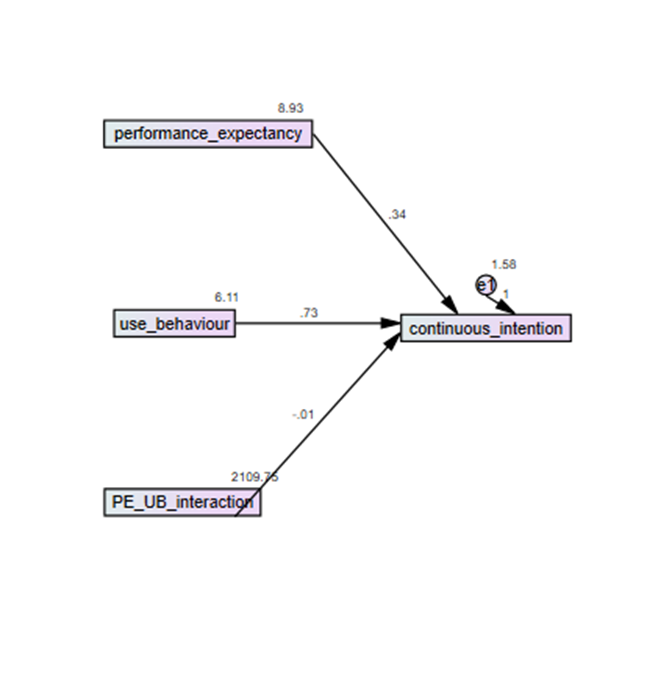 8.93
performance_expectancy
.34
1.58
e1
1
6.11
use_behaviour
.73
continuous_intention
-.01
2109.75
PE_UB_interaction